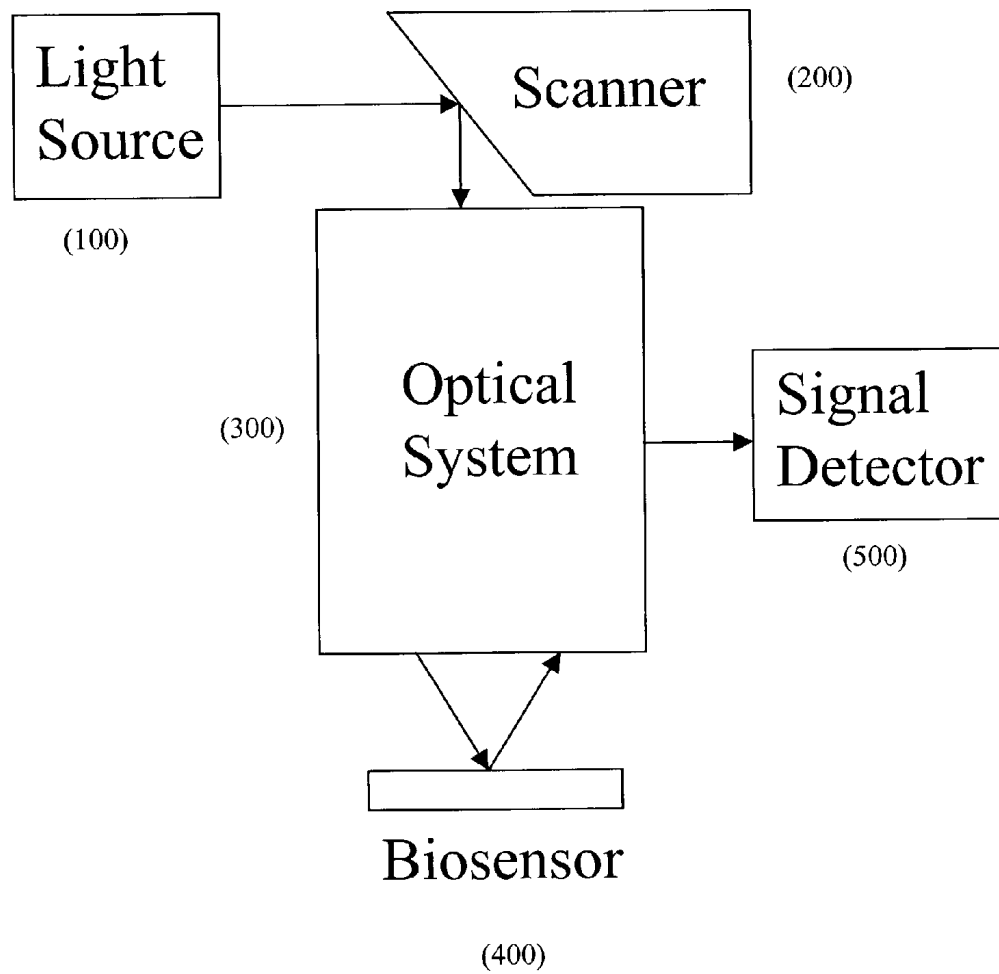 Light
Source
(100)
Scanner
(200)
Optical
System
(300)
Signal
Detector
(500)
Biosensor
(400)